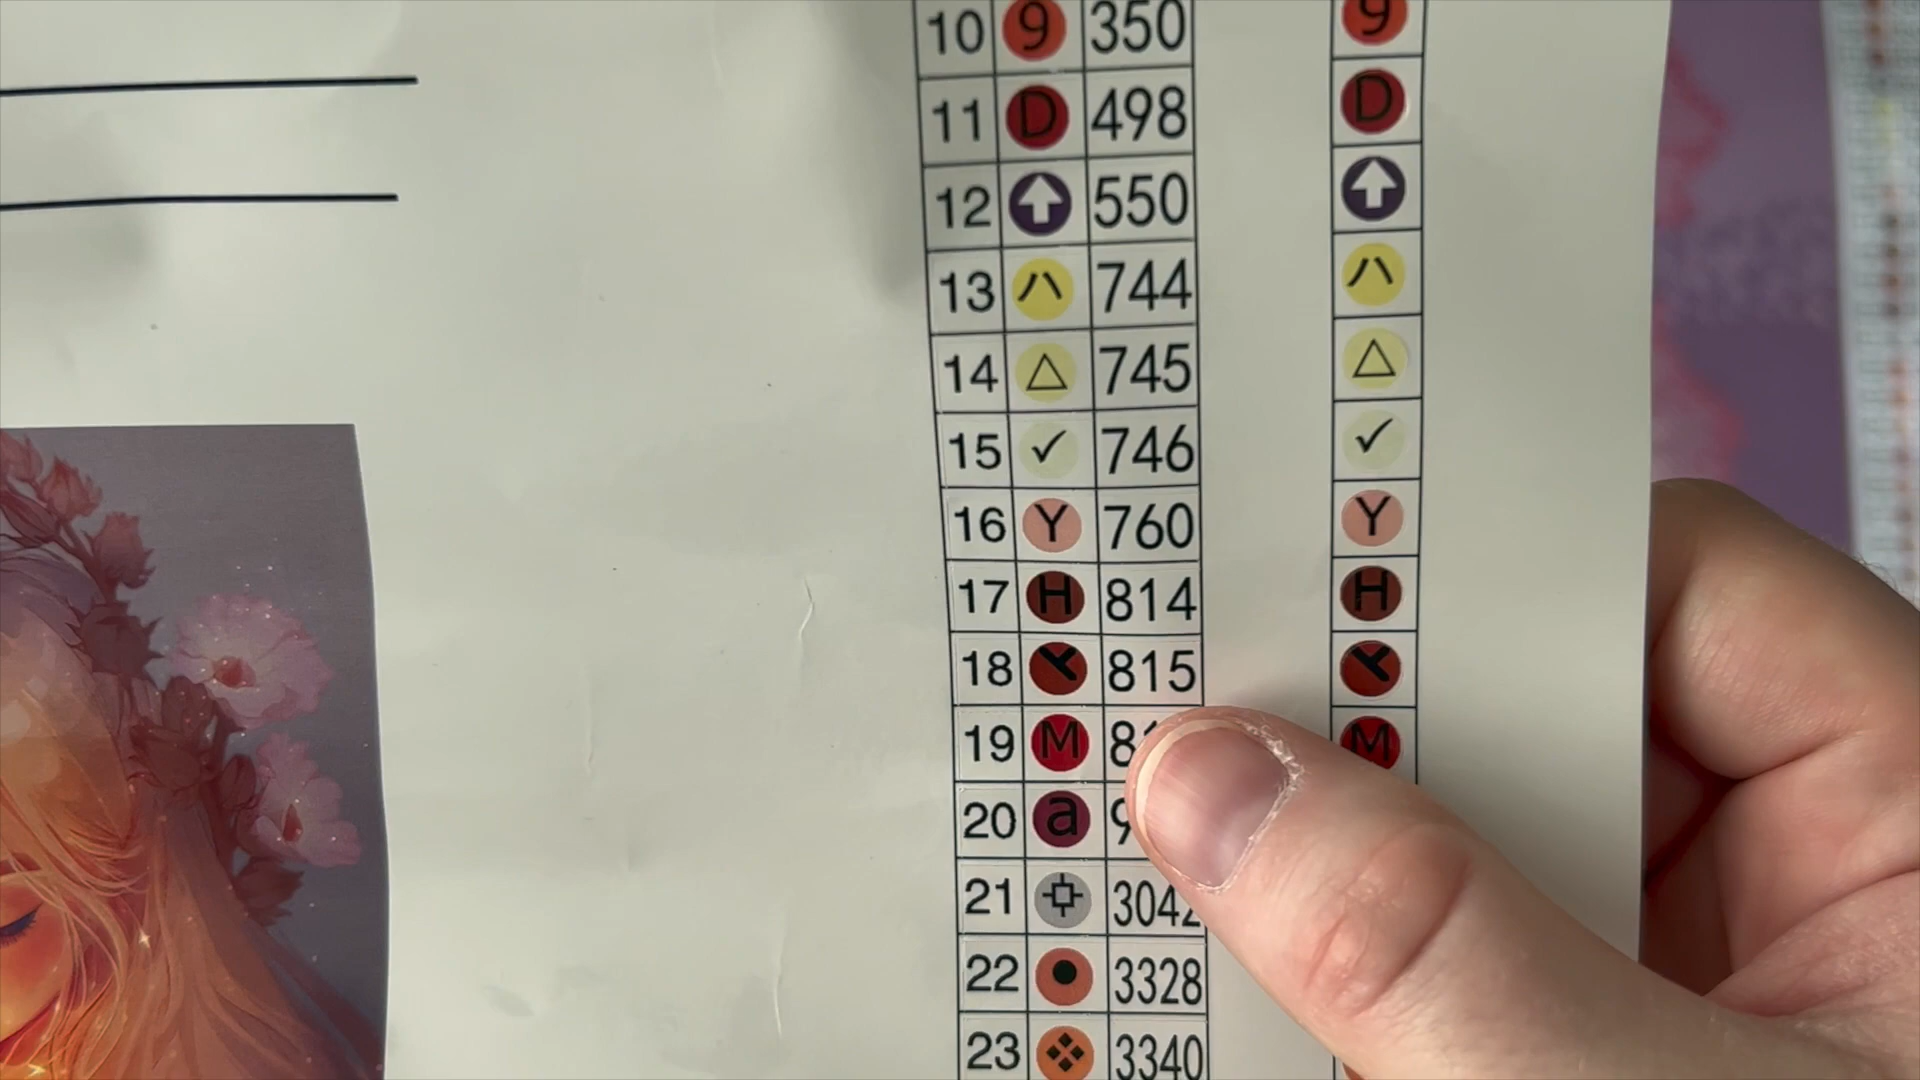 10 9 350 9
11 D 498 D
12 550
13 ハ 744 ハ
14 △ 745 △
15 ✓ 746 ✓
16 Y 760 Y
17 H 814 H
18 815
19 M M
20 a
21 3042
22 3328
23 3340